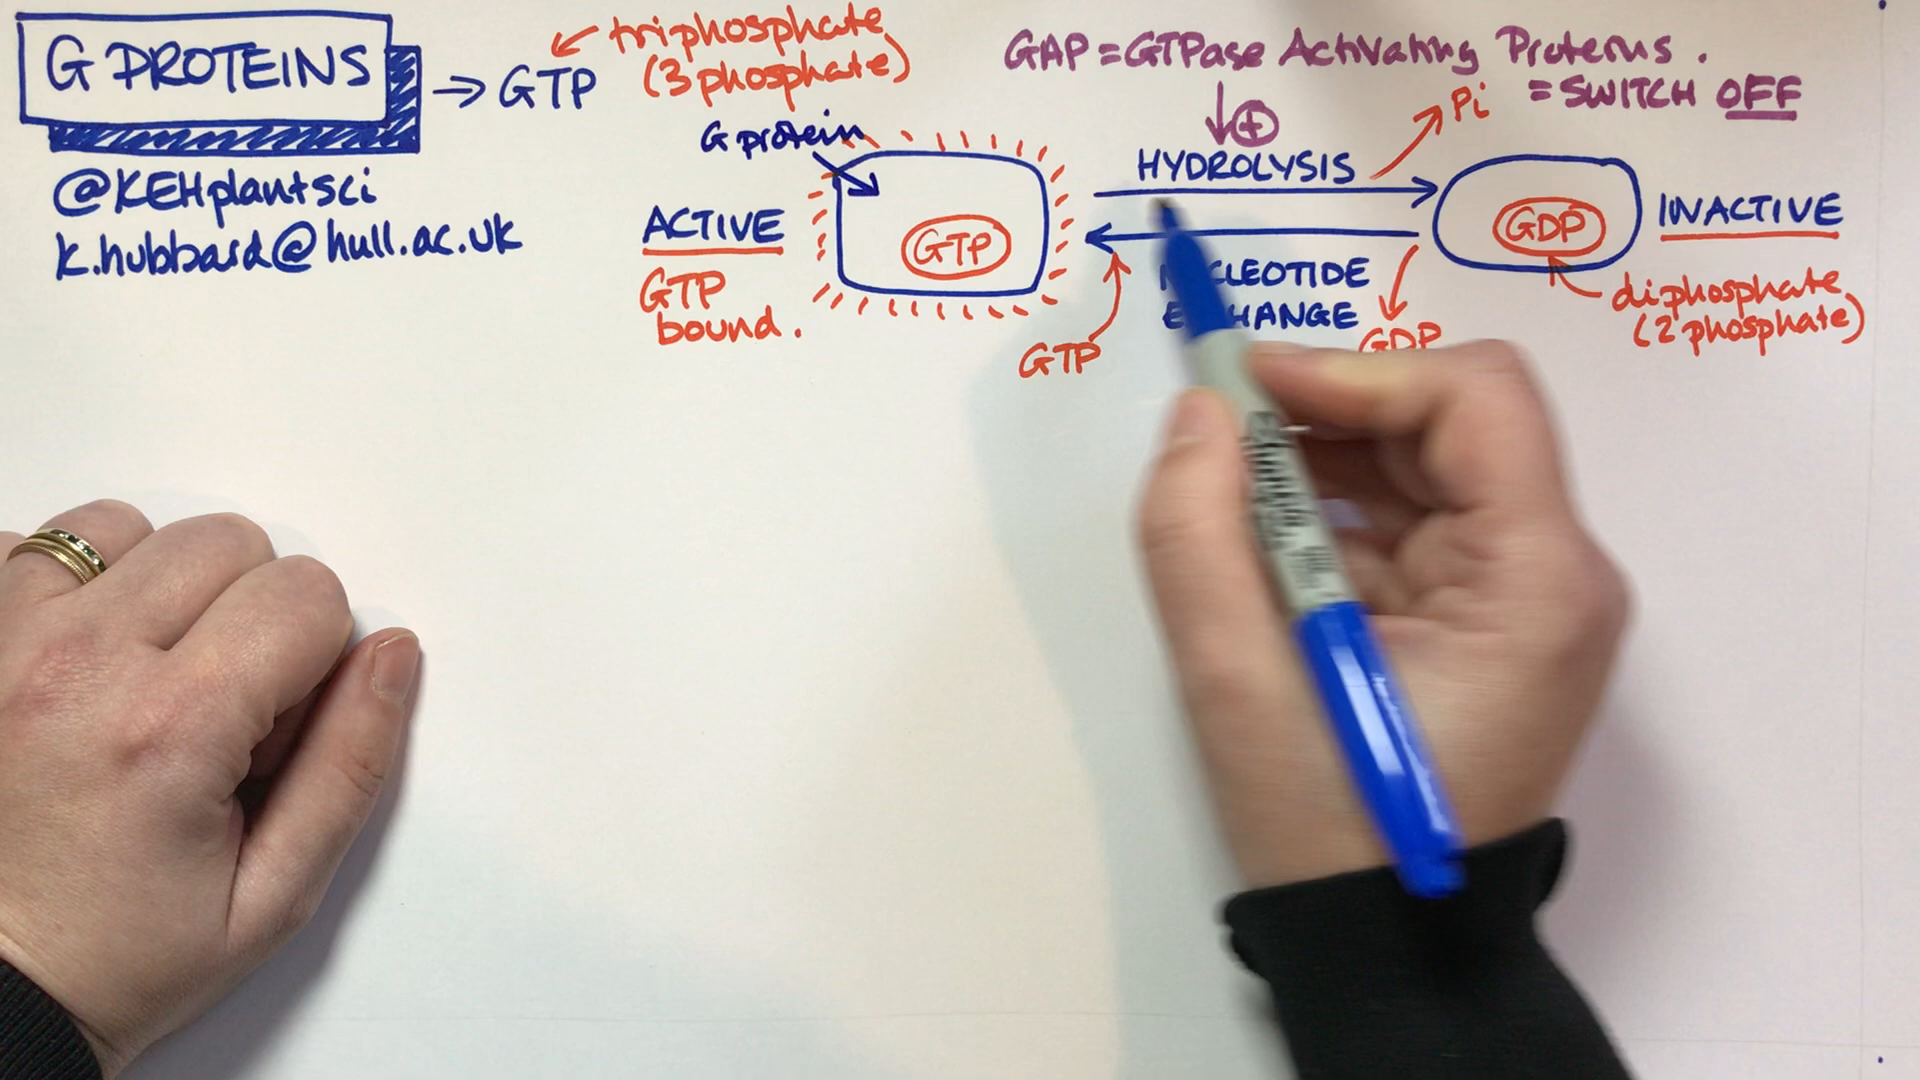 G PROTEINS
→ GTP
triphosphate
(3 phosphate)
@KEHplantsci
k.hubbard@hull.ac.uk
GAP = GTPase Activating Proteins.
= SWITCH OFF
+
Pi
G protein
HYDROLYSIS
ACTIVE
GTP
bound.
GTP
GDP
INACTIVE
diphosphate
(2 phosphate)
GTP
GDP